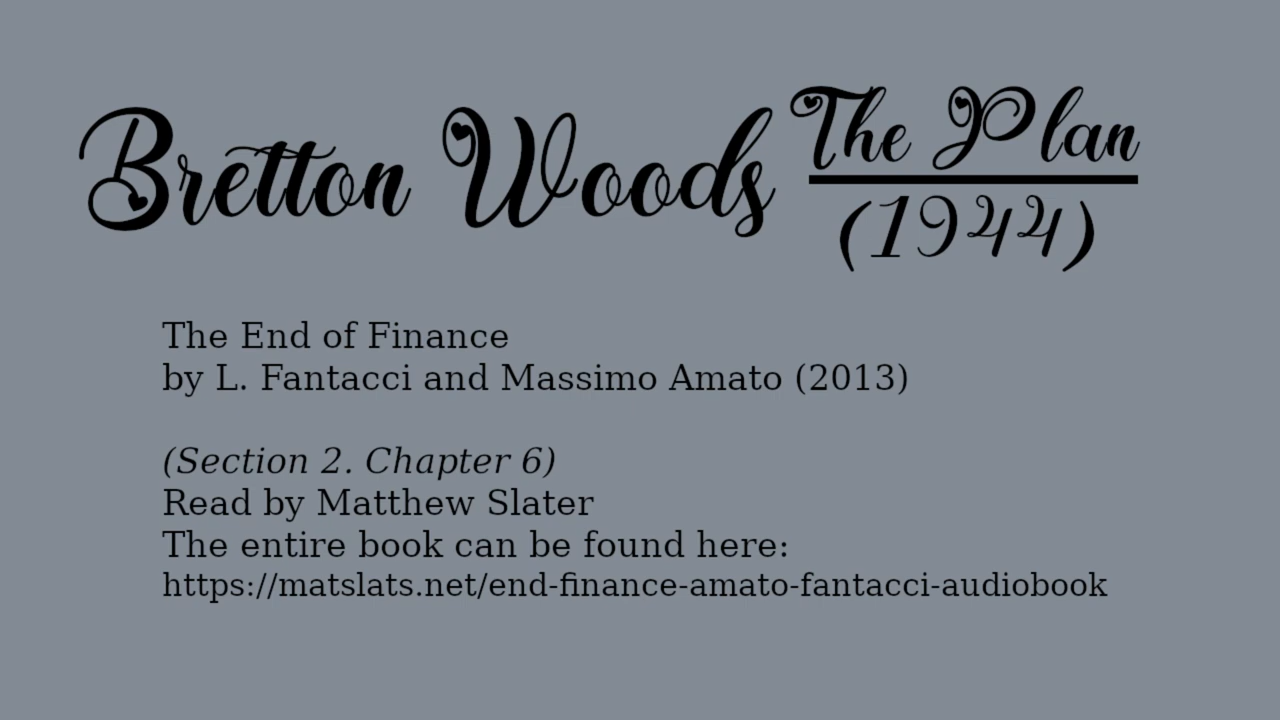 Bretton Woods The Plan
(1944)
The End of Finance
by L. Fantacci and Massimo Amato (2013)
(Section 2. Chapter 6)
Read by Matthew Slater
The entire book can be found here:
https://matslats.net/end-finance-amato-fantacci-audiobook